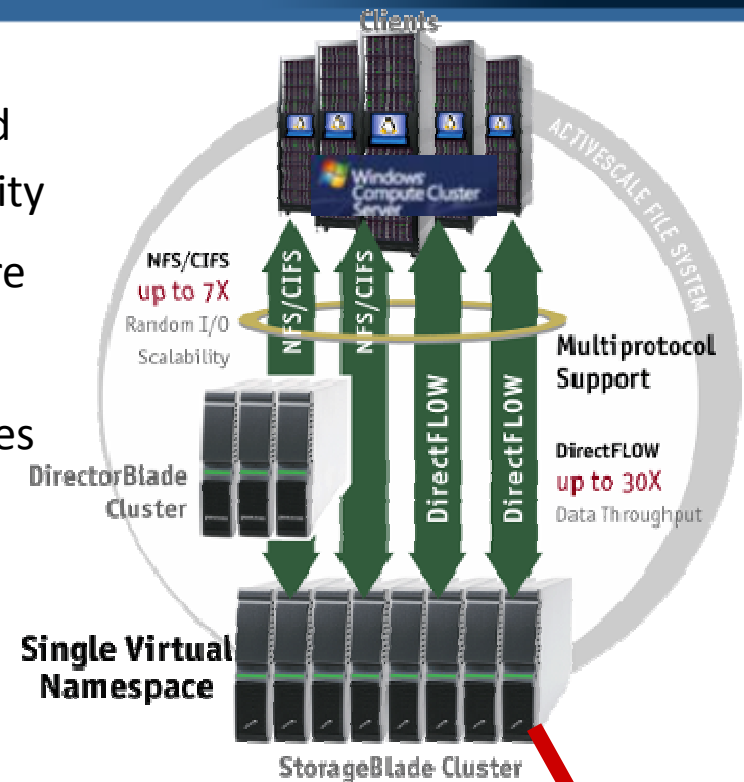 Clients
d
ity
re
es
ACTIVESCALE FILE SYSTEM
Windows
Compute Cluster
Server
NFS/CIFS
up to 7X
Random I/O
Scalability
NFS/CIFS
NFS/CIFS
DirectFLOW
DirectFLOW
Multiprotocol
Support
DirectFLOW
up to 30X
Data Throughput
DirectorBlade
Cluster
Single Virtual
Namespace
StorageBlade Cluster